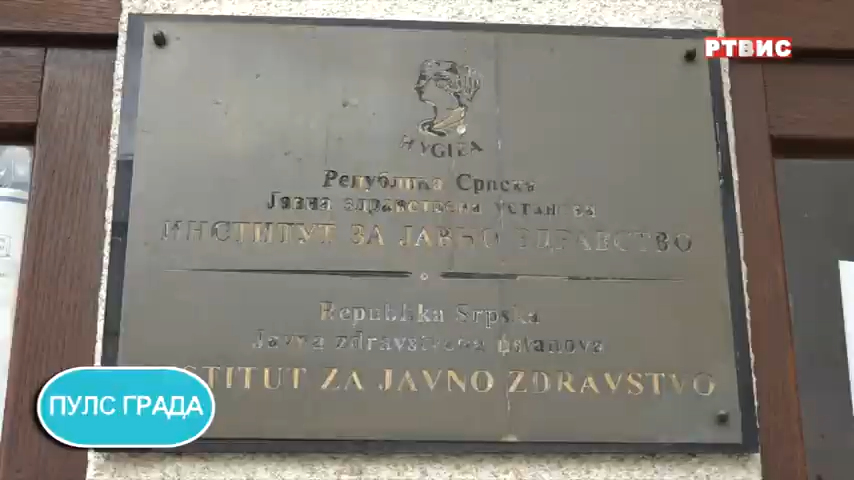 РТВИС
HYGIEA
Република Српска
Јавна здравствена установа
ИНСТИТУТ ЗА ЈАВНО ЗДРАВСТВО
Republika Srpska
Javna zdravstvena ustanova
STITUT ZA JAVNO ZDRAVSTVO
ПУЛС ГРАДА